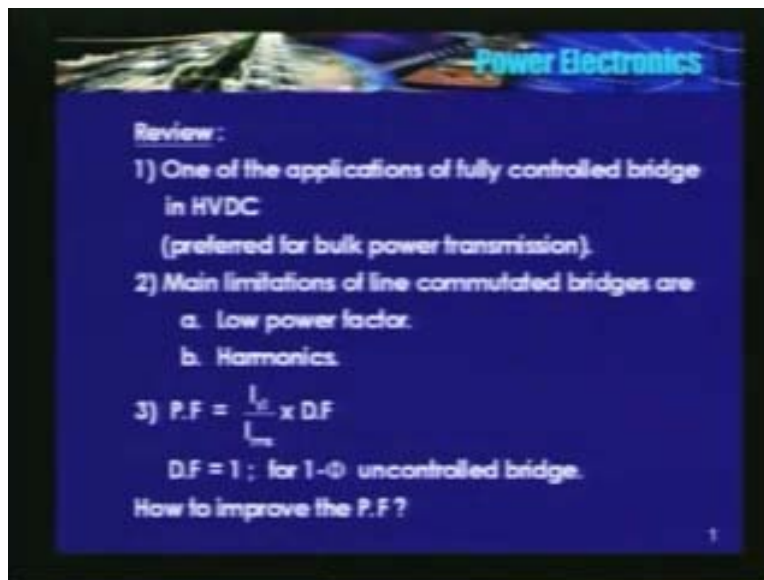 Power Electronics
Review :
1) One of the applications of fully controlled bridge
in HVDC
(preferred for bulk power transmission).
2) Main limitations of line commutated bridges are
a. Low power factor.
b. Harmonics.
3) P.F = I / I x D.F
D.F = 1 ; for 1-Φ uncontrolled bridge.
How to improve the P.F ?
1